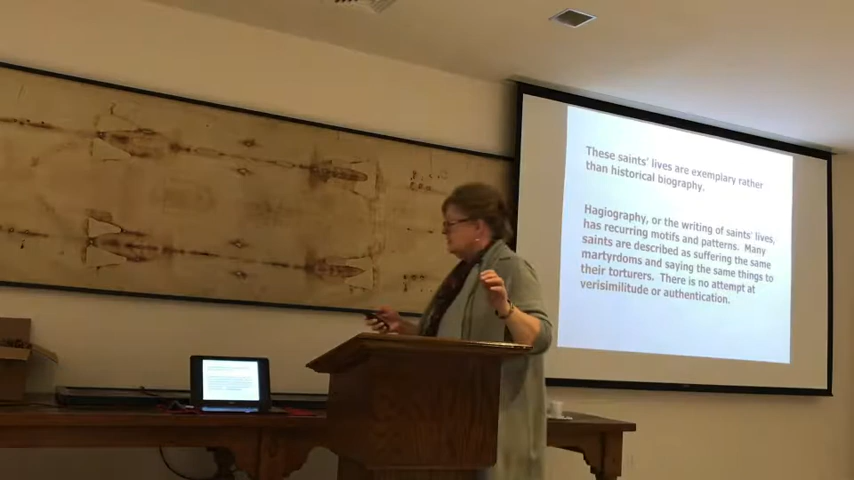 These saints' lives are exemplary rather
than historical biography.
Hagiography, or the writing of saints' lives,
has recurring motifs and patterns. Many
saints are described as suffering the same
martyrdoms and saying the same things to
their torturers. There is no attempt at
verisimilitude or authentication.